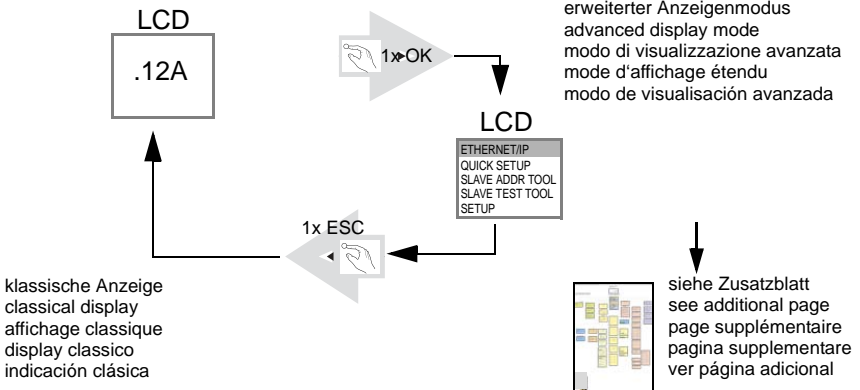 LCD
.12A
1x OK
erweiterter Anzeigenmodus
advanced display mode
modo di visualizzazione avanzata
mode d'affichage étendu
modo de visualisación avanzada
LCD
ETHERNET/IP
QUICK SETUP
SLAVE ADDR TOOL
SLAVE TEST TOOL
SETUP
1x ESC
klassische Anzeige
classical display
affichage classique
display classico
indicación clásica
siehe Zusatzblatt
see additional page
page supplémentaire
pagina supplementare
ver página adicional